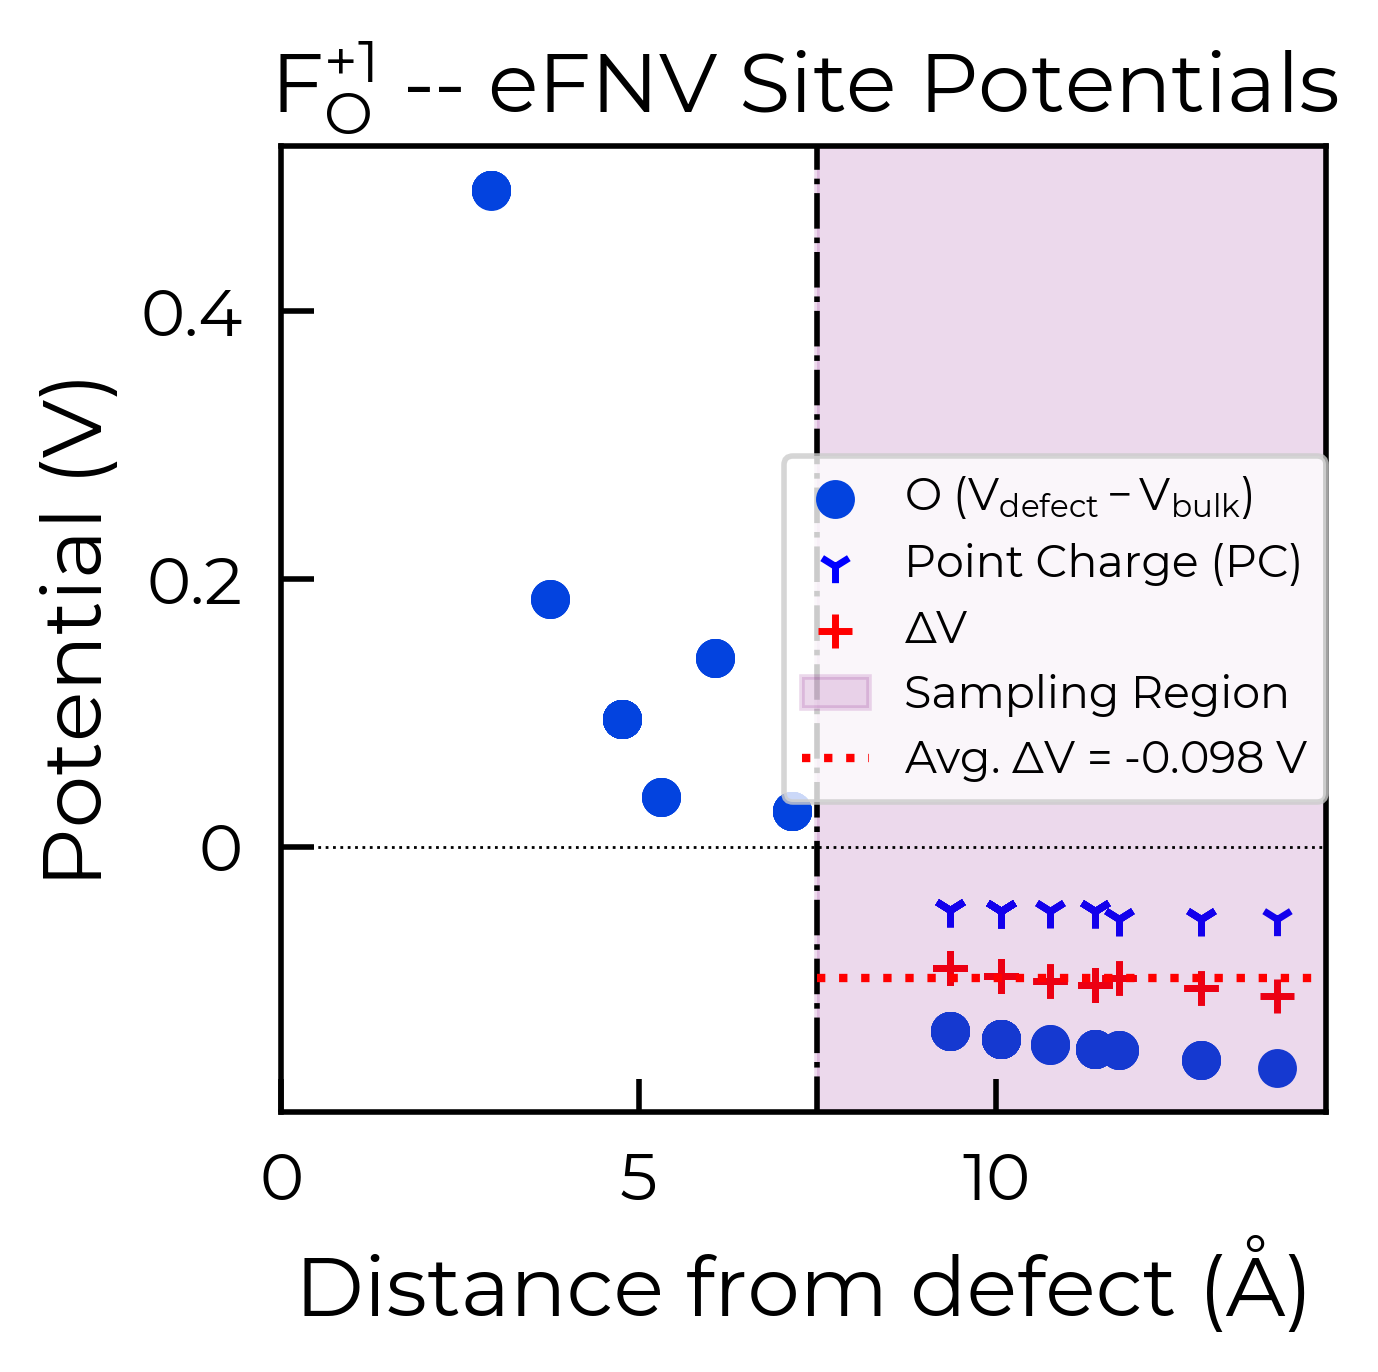 F_O^{+1} -- eFNV Site Potentials
Potential (V)
0.4
0.2
0
O (V_defect – V_bulk)
Point Charge (PC)
ΔV
Sampling Region
Avg. ΔV = -0.098 V
0 5 10
Distance from defect (Å)